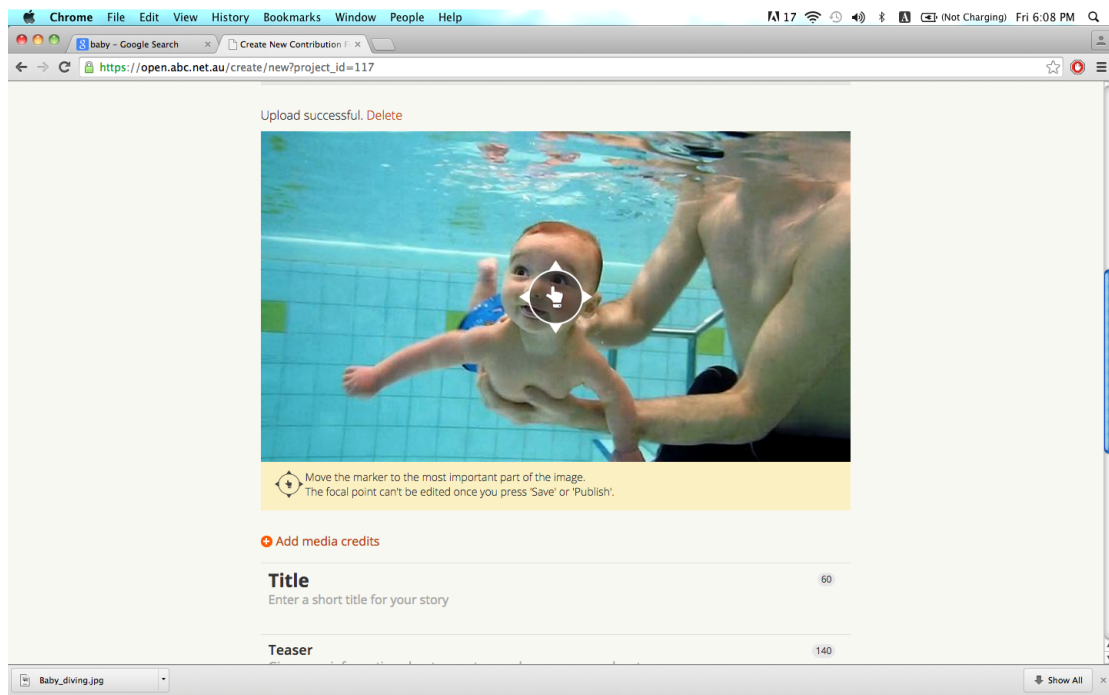 Chrome File Edit View History Bookmarks Window People Help
17 (Not Charging) Fri 6:08 PM
baby - Google Search
Create New Contribution
https://open.abc.net.au/create/new?project_id=117
Upload successful. Delete
Move the marker to the most important part of the image.
The focal point can't be edited once you press 'Save' or 'Publish'.
Add media credits
Title 60
Enter a short title for your story
Teaser 140
Baby_diving.jpg
Show All